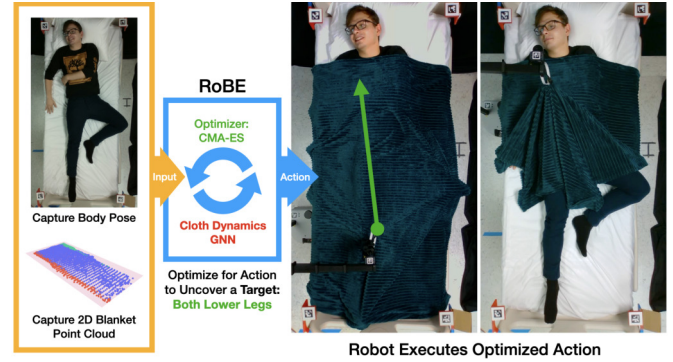 RoBE
Optimizer:
CMA-ES
Input
Action
Cloth Dynamics
GNN
Capture Body Pose
Optimize for Action
to Uncover a Target:
Both Lower Legs
Capture 2D Blanket
Point Cloud
Robot Executes Optimized Action